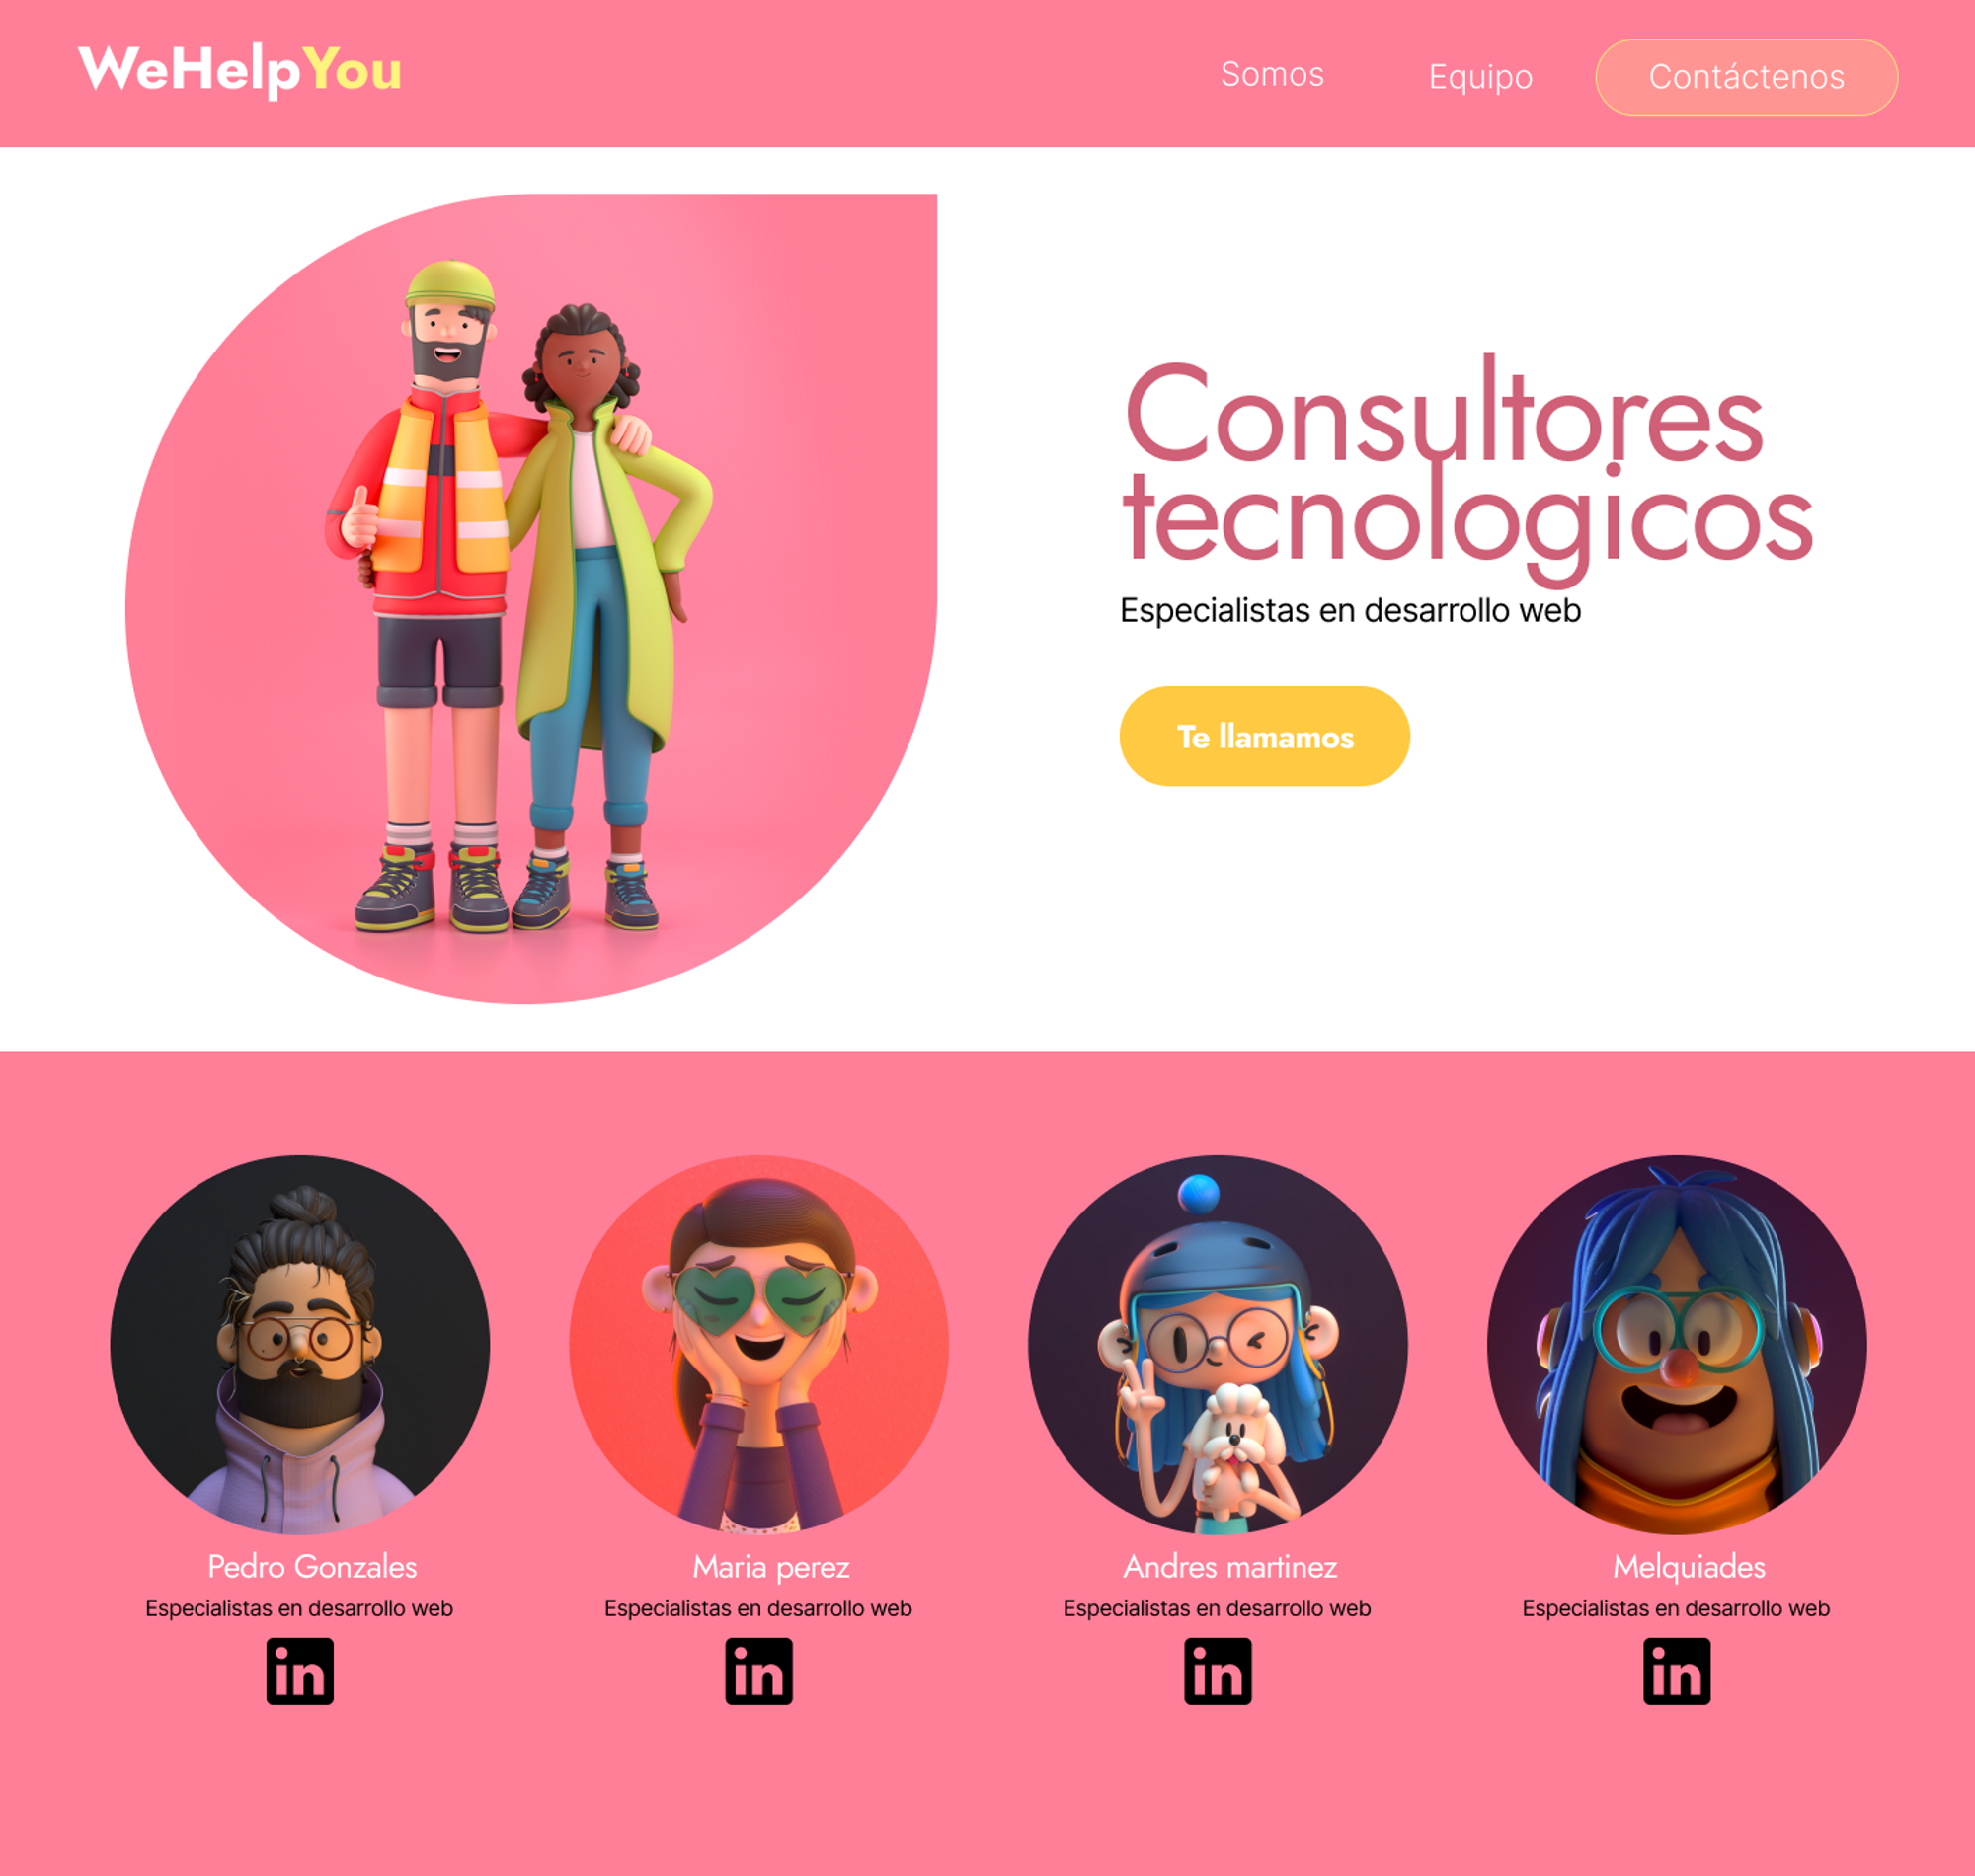 WeHelpYou
Somos
Equipo
Contáctenos
Consultores
tecnologicos
Especialistas en desarrollo web
Te llamamos
Pedro Gonzales
Especialistas en desarrollo web
in
Maria perez
Especialistas en desarrollo web
in
Andres martinez
Especialistas en desarrollo web
in
Melquiades
Especialistas en desarrollo web
in